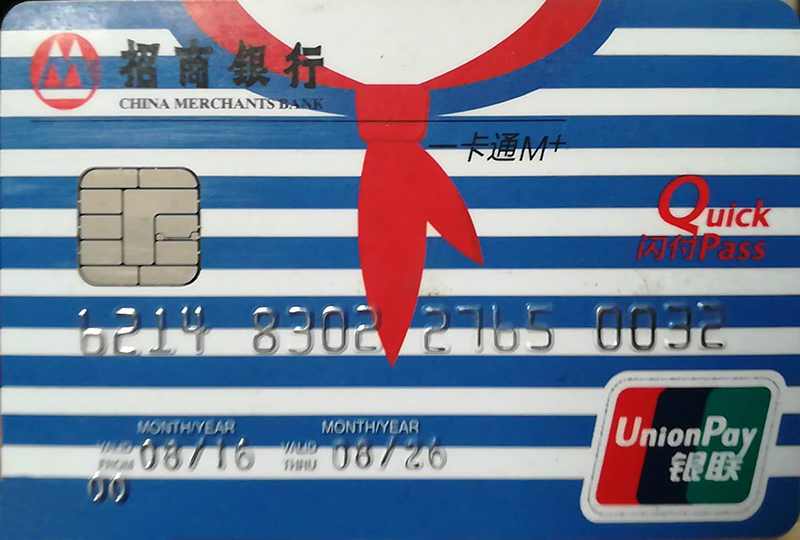 招商银行
CHINA MERCHANTS BANK
一卡通M+
Quick
闪付Pass
6214 8302 2765 0032
MONTH/YEAR MONTH/YEAR
VALID FROM 08/16 VALID THRU 08/26
00
UnionPay
银联